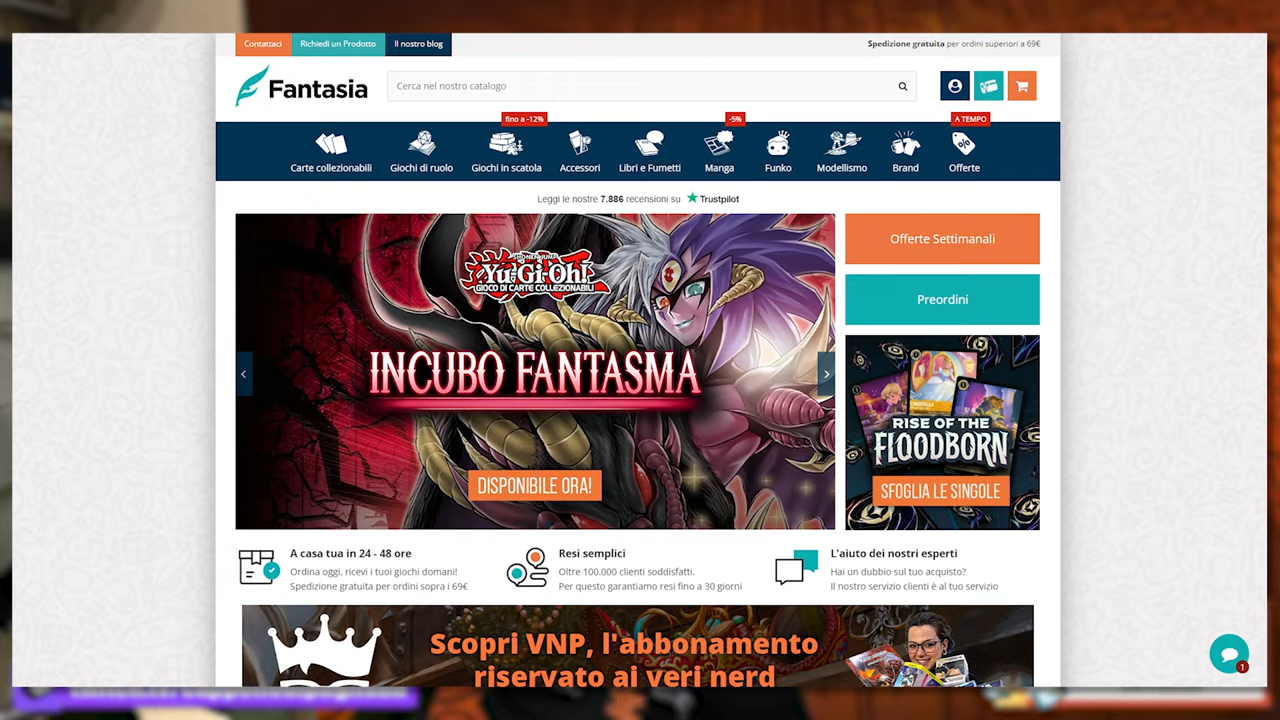 Contattaci
Richiedi un Prodotto
Il nostro blog
Spedizione gratuita per ordini superiori a 69€
Fantasia
Cerca nel nostro catalogo
fino a -12%
-5%
A TEMPO
Carte collezionabili
Giochi di ruolo
Giochi in scatola
Accessori
Libri e Fumetti
Manga
Funko
Modellismo
Brand
Offerte
Leggi le nostre 7.886 recensioni su Trustpilot
SHONEN JUMP
Yu-Gi-Oh!
GIOCO DI CARTE COLLEZIONABILI
INCUBO FANTASMA
DISPONIBILE ORA!
Offerte Settimanali
Preordini
RISE OF THE
FLOODBORN
SFOGLIA LE SINGOLE
A casa tua in 24 - 48 ore
Ordina oggi, ricevi i tuoi giochi domani!
Spedizione gratuita per ordini sopra i 69€
Resi semplici
Oltre 100.000 clienti soddisfatti.
Per questo garantiamo resi fino a 30 giorni
L'aiuto dei nostri esperti
Hai un dubbio sul tuo acquisto?
Il nostro servizio clienti è al tuo servizio
Scopri VNP, l'abbonamento
riservato ai veri nerd
1